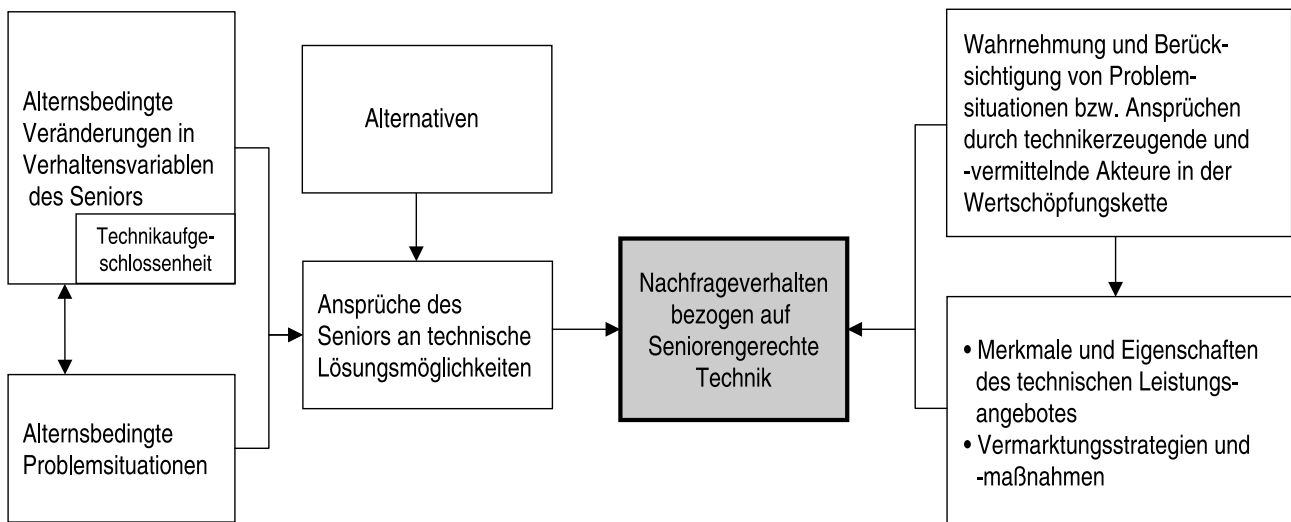 Alternsbedingte
Veränderungen in
Verhaltensvariablen
des Seniors
Technikaufge-
schlossenheit
Alternsbedingte
Problemsituationen
Alternativen
Ansprüche des
Seniors an technische
Lösungsmöglichkeiten
Nachfrageverhalten
bezogen auf
Seniorengerechte
Technik
Wahrnehmung und Berück-
sichtigung von Problem-
situationen bzw. Ansprüchen
durch technikerzeugende und
-vermittelnde Akteure in der
Wertschöpfungskette
• Merkmale und Eigenschaften
des technischen Leistungs-
angebotes
• Vermarktungsstrategien und
-maßnahmen